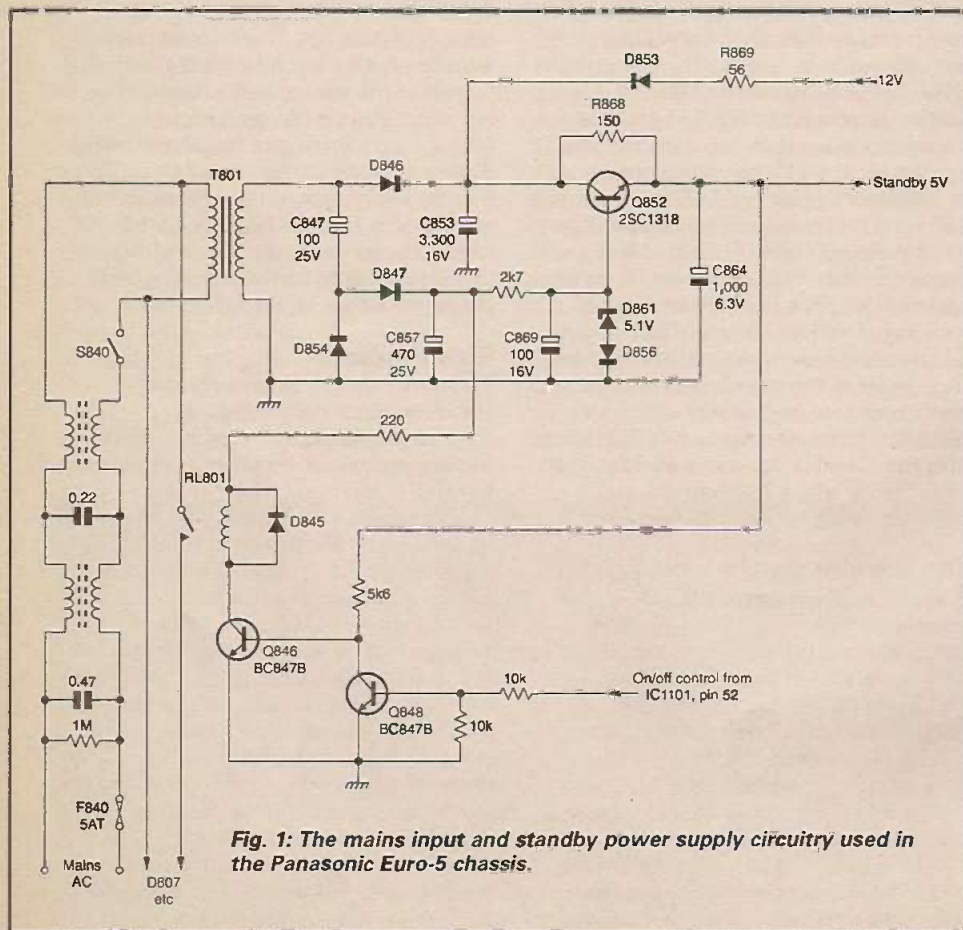 D853
R869
56
12V
R868
150
T801
D846
Standby 5V
Q852
2SC1318
C847
100
25V
C853
3,300
16V
C864
1,000
6.3V
D847
2k7
D861
5.1V
S840
D854
C857
470
25V
C869
100
16V
D856
220
RL801
0.22
D845
5k6
Q846
BC847B
0.47
10k
On/off control from
IC1101, pin 52
Q848
BC847B
10k
1M
F840
5AT
Mains
AC
D807
etc
Fig. 1: The mains input and standby power supply circuitry used in
the Panasonic Euro-5 chassis.